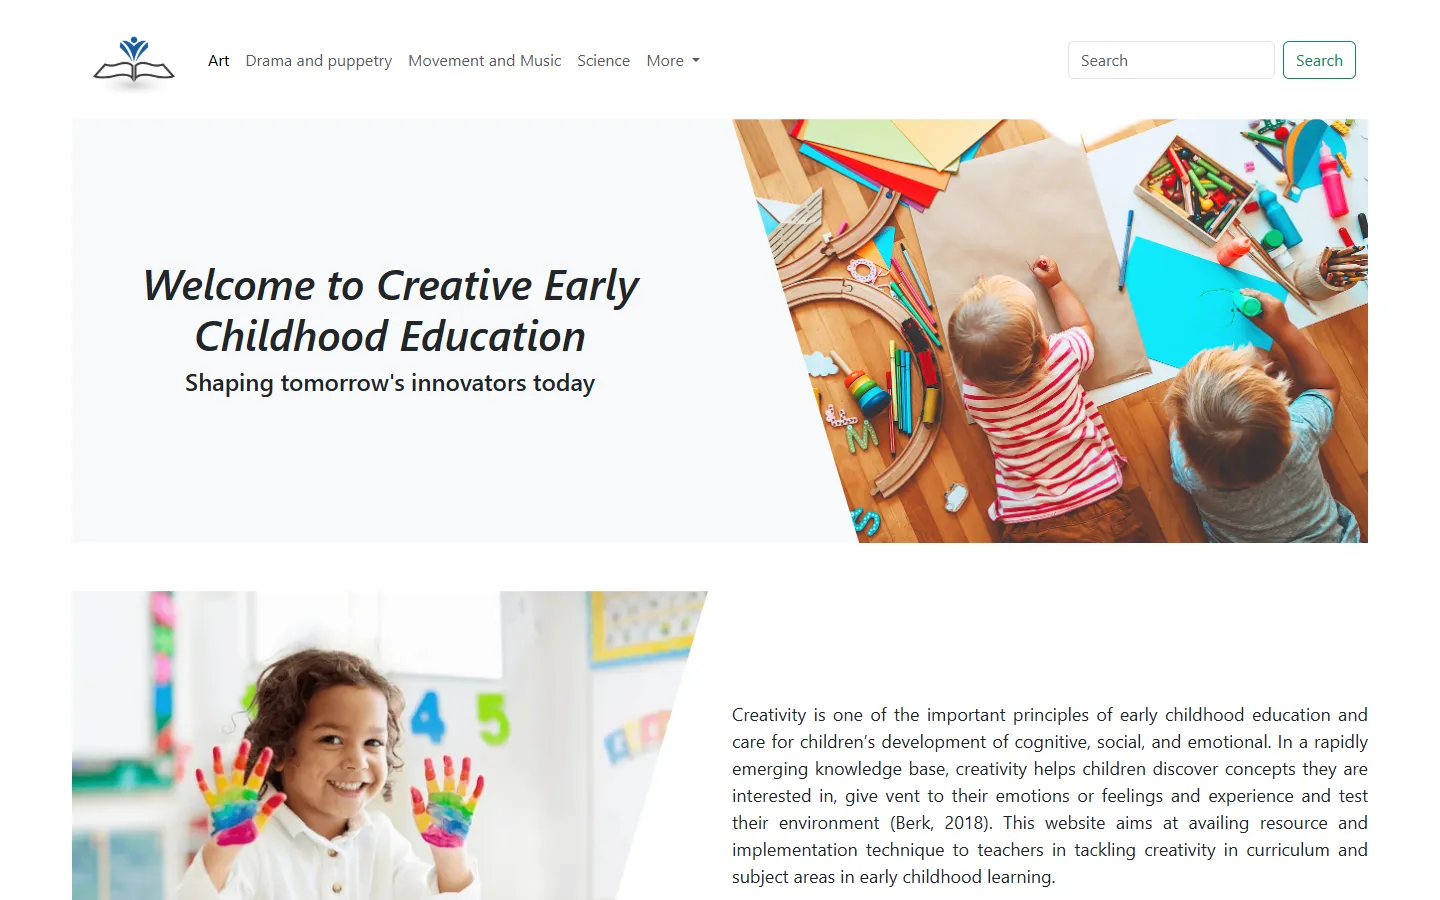 Art Drama and puppetry Movement and Music Science More Search Search
Welcome to Creative Early
Childhood Education
Shaping tomorrow's innovators today
M
S
4 5
Creativity is one of the important principles of early childhood education and
care for children’s development of cognitive, social, and emotional. In a rapidly
emerging knowledge base, creativity helps children discover concepts they are
interested in, give vent to their emotions or feelings and experience and test
their environment (Berk, 2018). This website aims at availing resource and
implementation technique to teachers in tackling creativity in curriculum and
subject areas in early childhood learning.